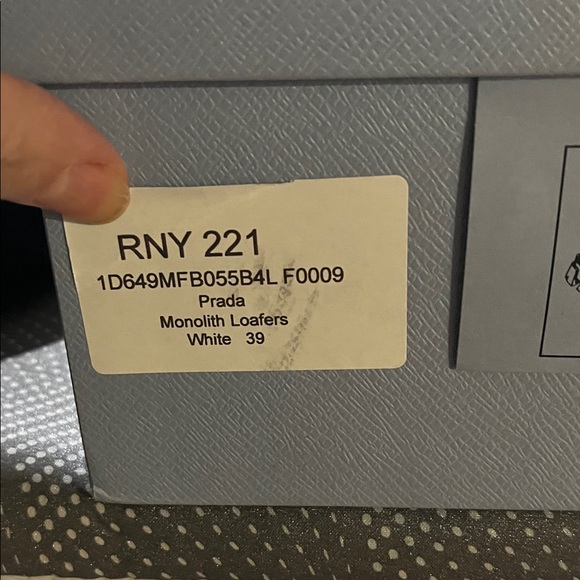 RNY 221
1D649MFB055B4L F0009
Prada
Monolith Loafers
White 39